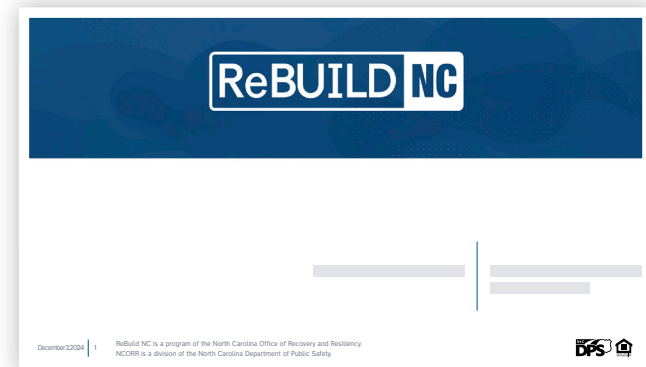 ReBUILD NC
December 3, 2024
1
ReBuild NC is a program of the North Carolina Office of Recovery and Resiliency.
NCORR is a division of the North Carolina Department of Public Safety.
DPS